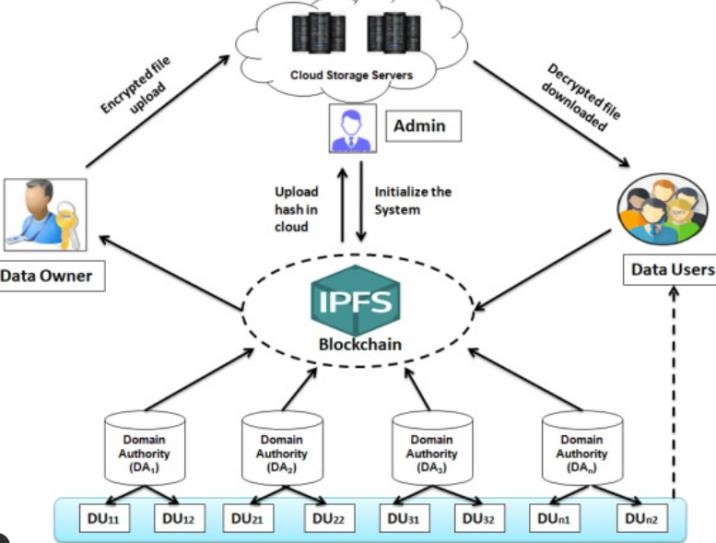 Cloud Storage Servers
Encrypted file
upload
Decrypted file
downloaded
Admin
Upload
hash in
cloud
Initialize the
System
Data Owner
Data Users
IPFS
Blockchain
Domain
Authority
(DA₁)
Domain
Authority
(DA₂)
Domain
Authority
(DA₃)
Domain
Authority
(DAₙ)
DU₁₁
DU₁₂
DU₂₁
DU₂₂
DU₃₁
DU₃₂
DUₙ₁
DUₙ₂